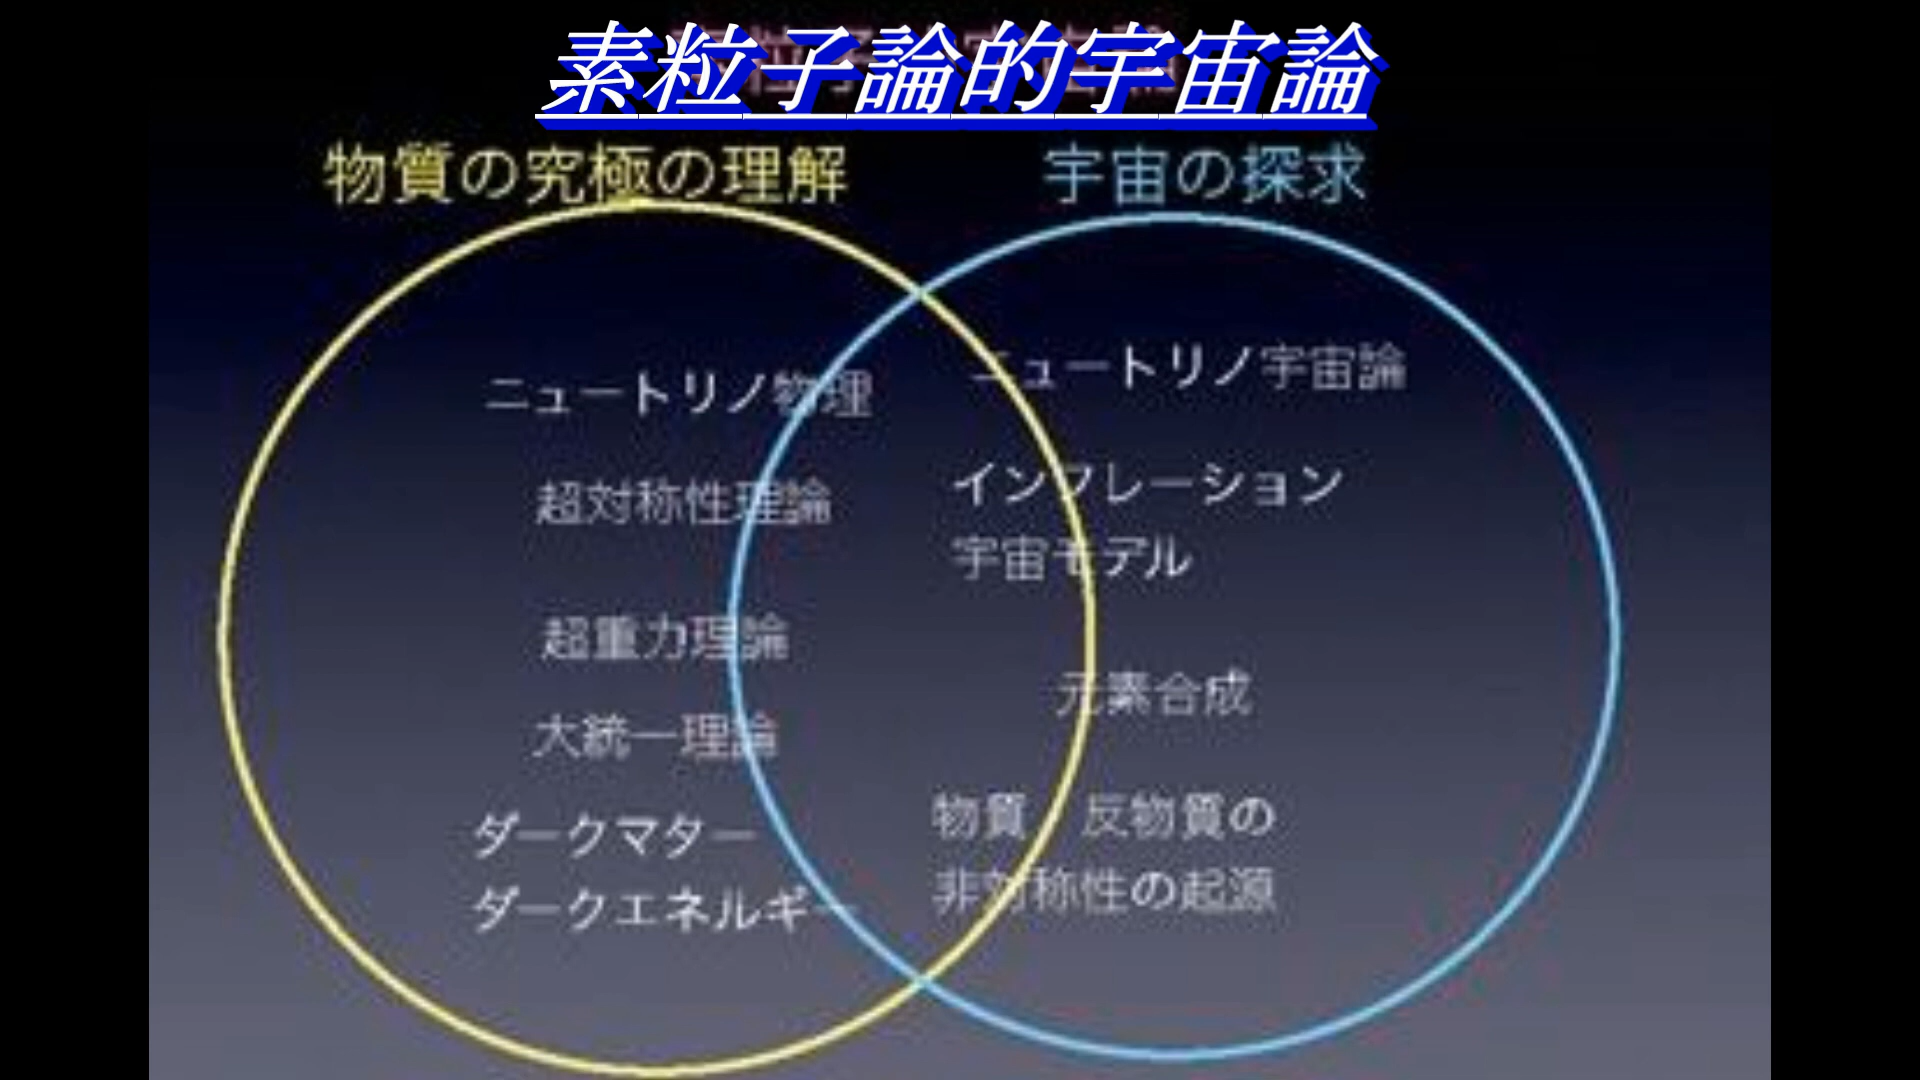 素粒子論的宇宙論
物質の究極の理解
宇宙の探求
ニュートリノ物理
超対称性理論
超重力理論
大統一理論
ダークマター
ダークエネルギー
ニュートリノ宇宙論
インフレーション
宇宙モデル
元素合成
物質 反物質の
非対称性の起源